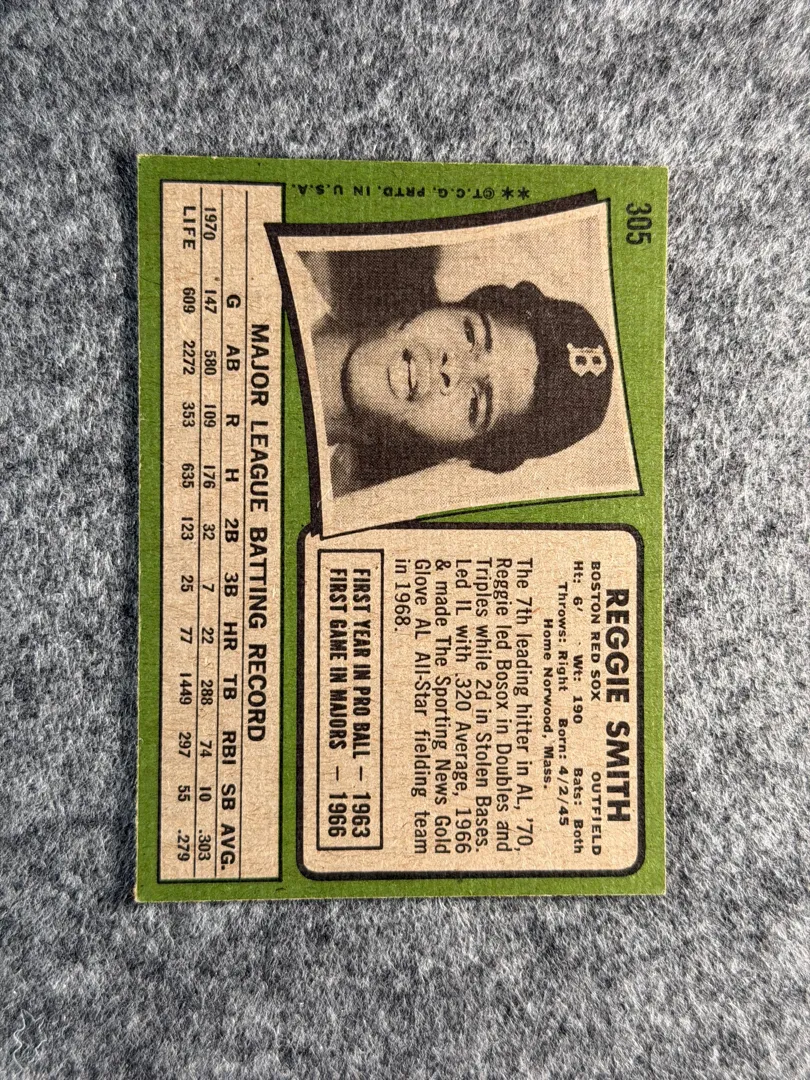 305
B
** ©T.C.G. PRTD. IN U.S.A.
REGGIE SMITH
BOSTON RED SOX OUTFIELD
Ht: 6' Wt: 190 Bats: Both
Throws: Right Born: 4/2/45
Home Norwood, Mass.
The 7th leading hitter in AL, '70,
Reggie led Bosox in Doubles and
Triples while 2d in Stolen Bases.
Led IL with .320 Average, 1966
& made The Sporting News Gold
Glove AL All-Star fielding team
in 1968.
FIRST YEAR IN PRO BALL — 1963
FIRST GAME IN MAJORS — 1966
MAJOR LEAGUE BATTING RECORD
G AB R H 2B 3B HR TB RBI SB AVG.
1970 147 580 109 176 32 7 22 288 74 10 .303
LIFE 609 2272 353 635 123 25 77 1449 297 55 .279